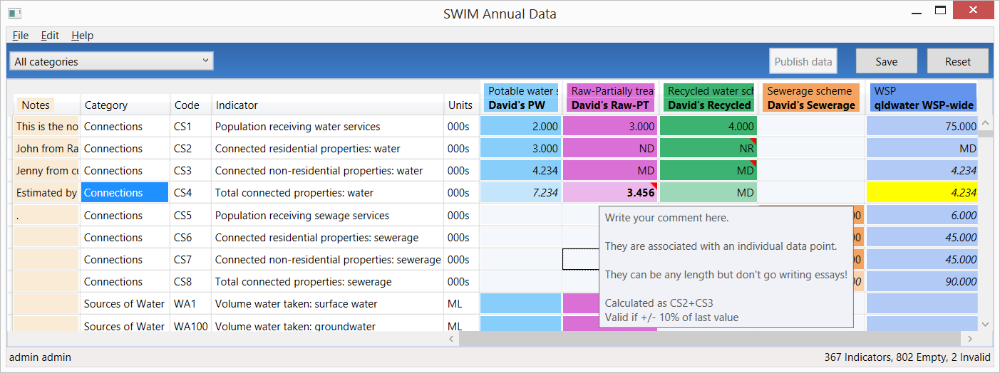 SWIM Annual Data
File Edit Help
All categories Publish data Save Reset
Potable water s Raw-Partially trea Recycled water sch Sewerage scheme WSP
Notes Category Code Indicator Units David's PW David's Raw-PT David's Recycled David's Sewerage qldwater WSP-wide
This is the no Connections CS1 Population receiving water services 000s 2.000 3.000 4.000 75.000
John from Ra Connections CS2 Connected residential properties: water 000s 3.000 ND NR MD
Jenny from cu Connections CS3 Connected non-residential properties: water 000s 4.234 MD MD 4.234
Estimated by Connections CS4 Total connected properties: water 000s 7.234 3.456 MD 4.234
. Connections CS5 Population receiving sewage services 000s 00 6.000
Connections CS6 Connected residential properties: sewerage 000s 00 45.000
Connections CS7 Connected non-residential properties: sewerage 000s 00 45.000
Connections CS8 Total connected properties: sewerage 000s 00 90.000
Sources of Water WA1 Volume water taken: surface water ML
Sources of Water WA100 Volume water taken: groundwater ML
Write your comment here.
They are associated with an individual data point.
They can be any length but don't go writing essays!
Calculated as CS2+CS3
Valid if +/- 10% of last value
admin admin 367 Indicators, 802 Empty, 2 Invalid